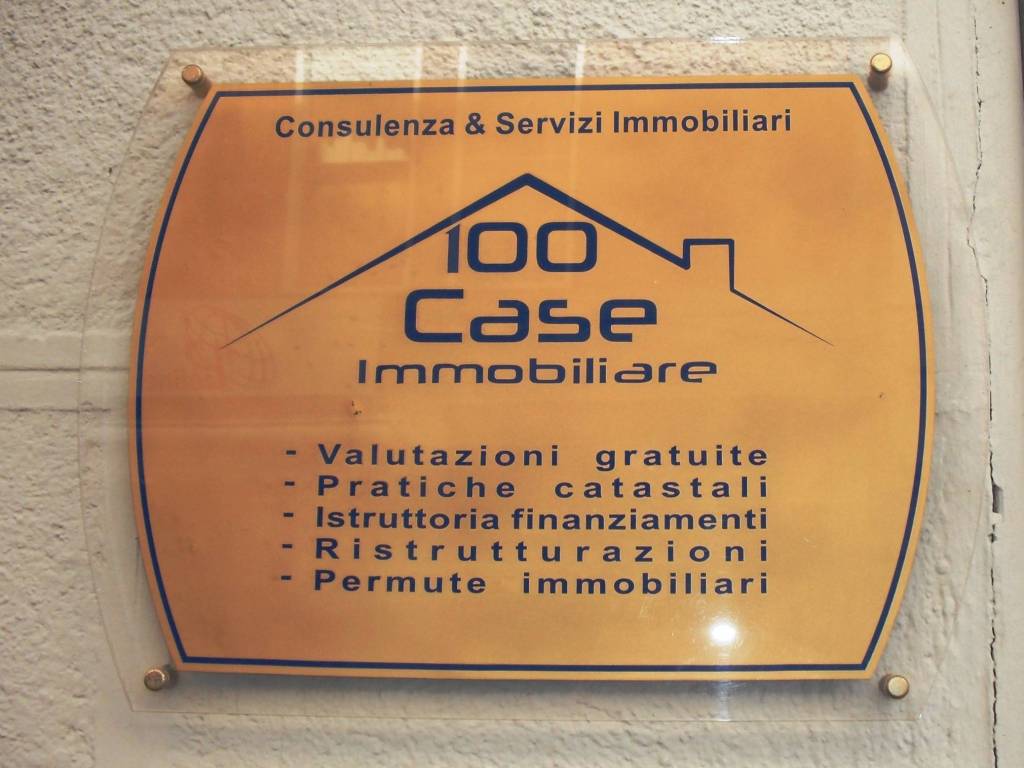 Consulenza & Servizi Immobiliari
100
Case
Immobiliare
- Valutazioni gratuite
- Pratiche catastali
- Istruttoria finanziamenti
- Ristrutturazioni
- Permute immobiliari